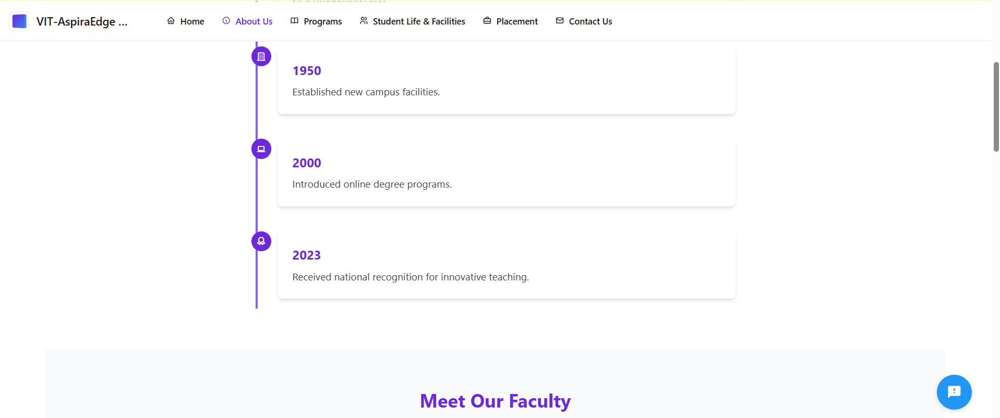 VIT-AspiraEdge ...
Home
About Us
Programs
Student Life & Facilities
Placement
Contact Us
1950
Established new campus facilities.
2000
Introduced online degree programs.
2023
Received national recognition for innovative teaching.
Meet Our Faculty